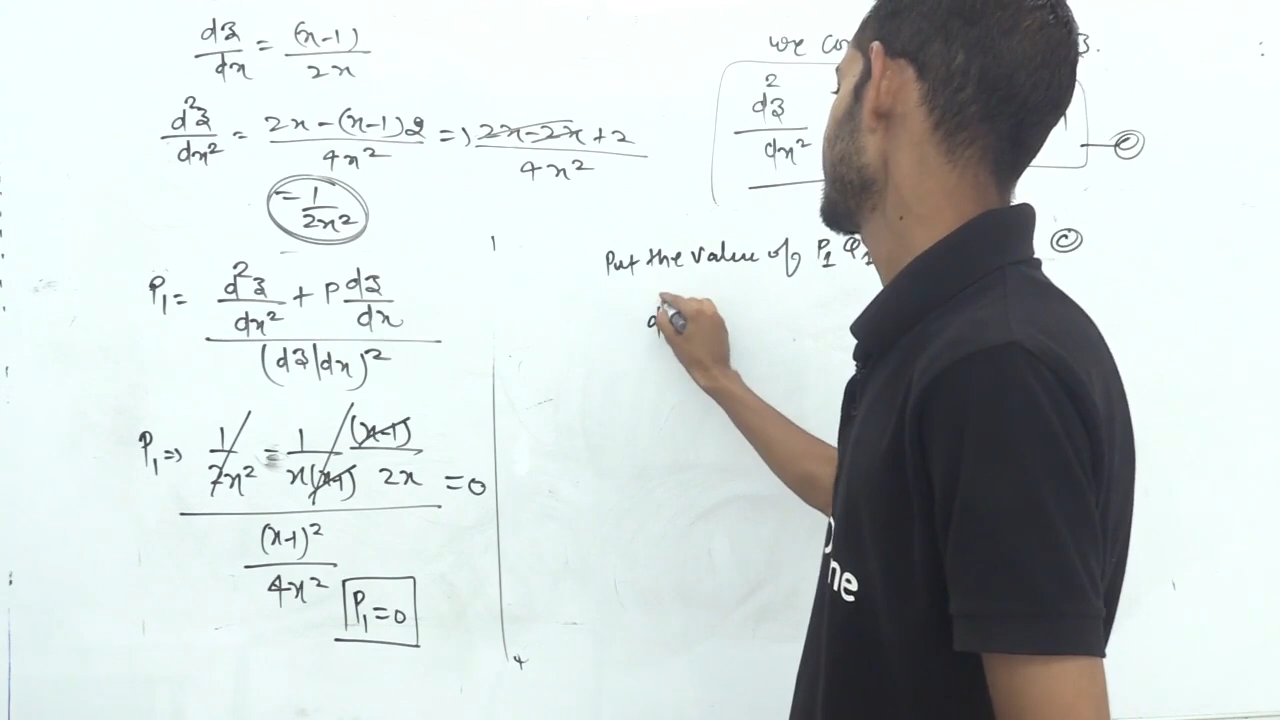 dz/dx = (x-1)/2x
d²z/dx² = 2x-(x-1)2/4x² =) 2x-2x+2/4x²
= 1/2x²
P₁ = d²z/dx² + P dz/dx / (dz/dx)²
P₁ => 1/2x² - 1/x(x-1) (x-1)/2x / (x-1)²/4x² = 0
P₁ = 0
we
d²z/dx²
Put the value of P₁ Q₁
d
ne